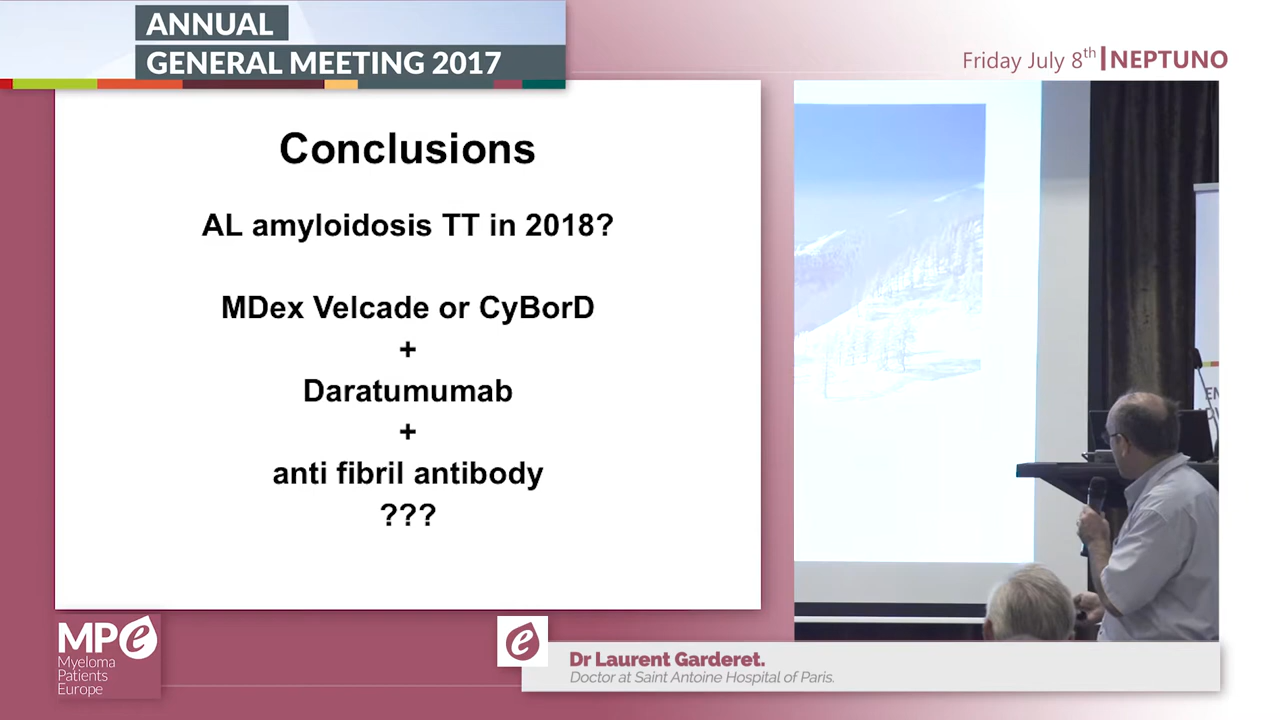 ANNUAL
GENERAL MEETING 2017
Friday July 8th | NEPTUNO
Conclusions
AL amyloidosis TT in 2018?
MDex Velcade or CyBorD
+
Daratumumab
+
anti fibril antibody
???
MPe
Myeloma
Patients
Europe
e
Dr Laurent Garderet.
Doctor at Saint Antoine Hospital of Paris.